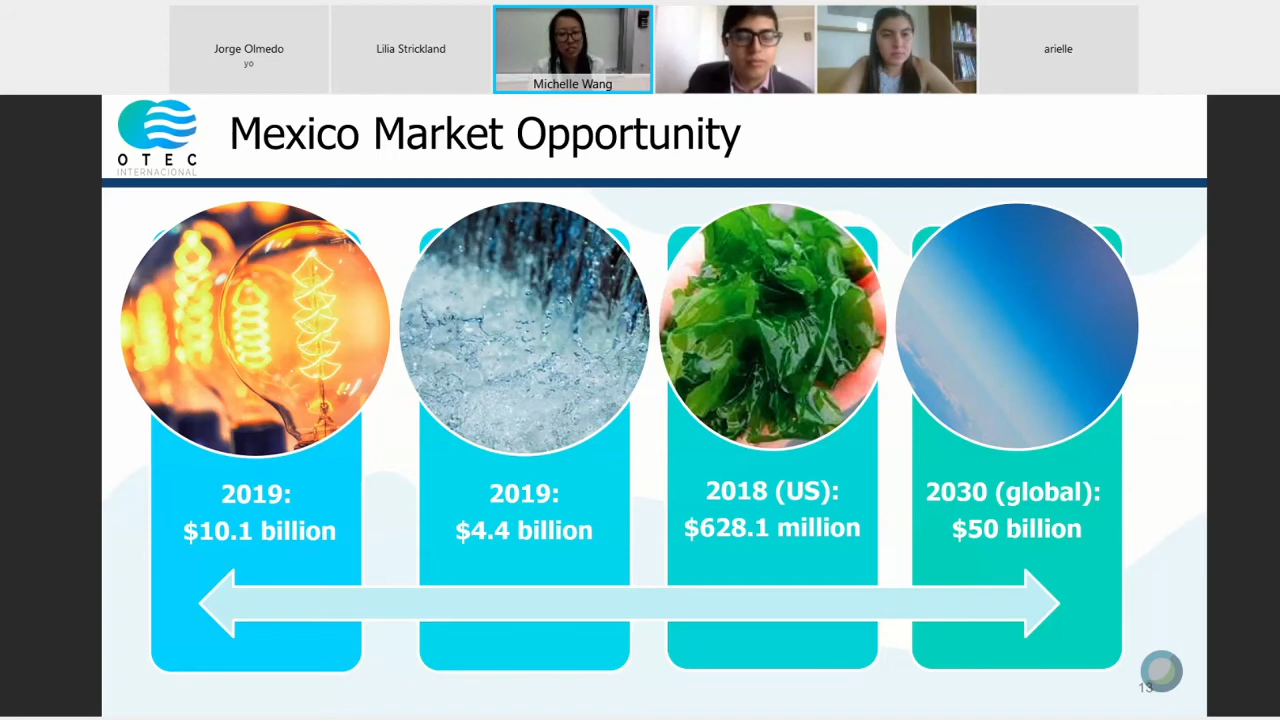 Jorge Olmedo
yo
Lilia Strickland
Michelle Wang
arielle
OTEC
INTERNACIONAL
Mexico Market Opportunity
2019:
$10.1 billion
2019:
$4.4 billion
2018 (US):
$628.1 million
2030 (global):
$50 billion
13